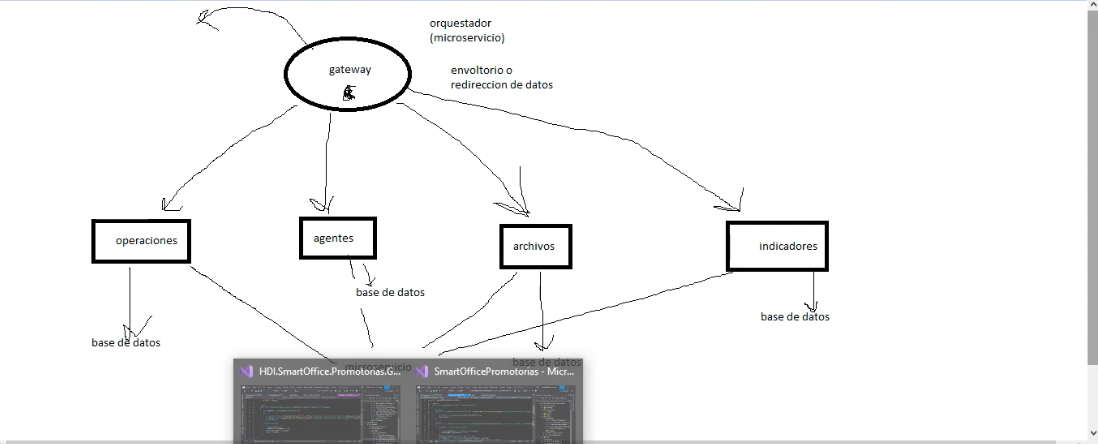 orquestador
(microservicio)
gateway
envoltorio o
redireccion de datos
operaciones
agentes
archivos
indicadores
base de datos
base de datos
base de datos
base de datos
microservicio
HDI.SmartOffice.Promotorias.G...
SmartOfficePromotorias - Micr...